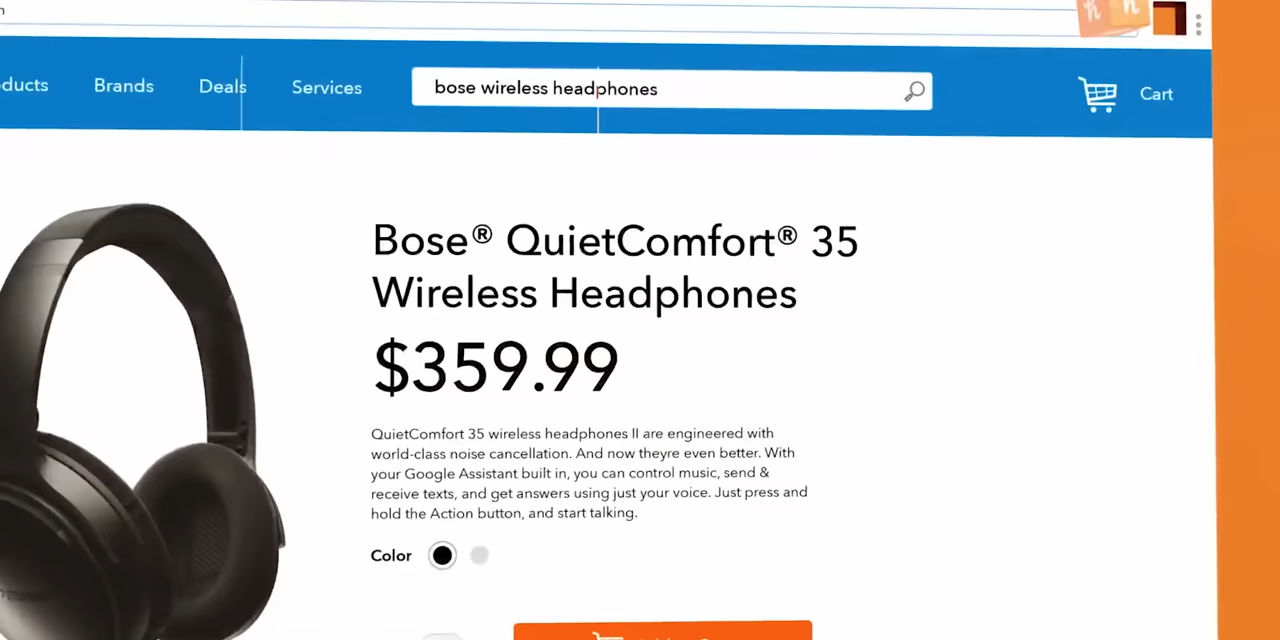 Brands
Deals
Services
bose wireless headphones
Cart
Bose® QuietComfort® 35
Wireless Headphones
$359.99
QuietComfort 35 wireless headphones II are engineered with
world-class noise cancellation. And now theyre even better. With
your Google Assistant built in, you can control music, send &
receive texts, and get answers using just your voice. Just press and
hold the Action button, and start talking.
Color